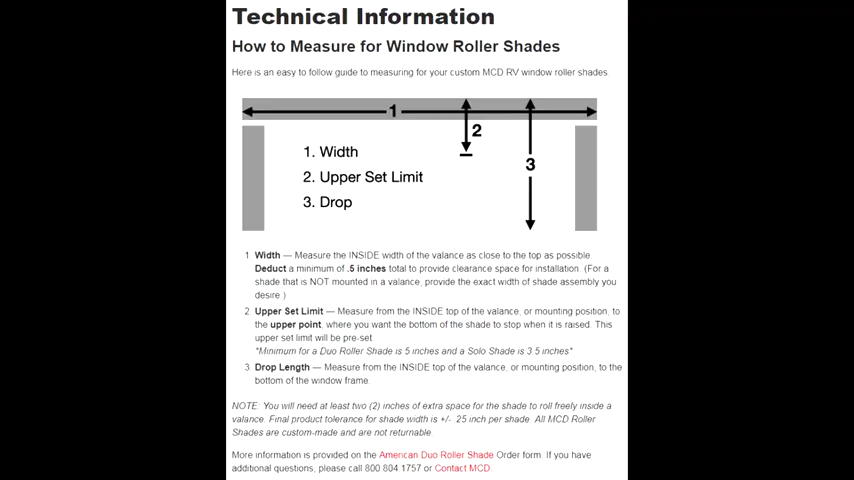 Technical Information
How to Measure for Window Roller Shades
Here is an easy to follow guide to measuring for your custom MCD RV window roller shades.
1
2
3
1. Width
2. Upper Set Limit
3. Drop
1 Width — Measure the INSIDE width of the valance as close to the top as possible.
Deduct a minimum of .5 inches total to provide clearance space for installation. (For a
shade that is NOT mounted in a valance, provide the exact width of shade assembly you
desire.)
2 Upper Set Limit — Measure from the INSIDE top of the valance, or mounting position, to
the upper point, where you want the bottom of the shade to stop when it is raised. This
upper set limit will be pre-set.
*Minimum for a Duo Roller Shade is 5 inches and a Solo Shade is 3.5 inches*
3 Drop Length — Measure from the INSIDE top of the valance, or mounting position, to the
bottom of the window frame.
NOTE: You will need at least two (2) inches of extra space for the shade to roll freely inside a
valance. Final product tolerance for shade width is +/- .25 inch per shade. All MCD Roller
Shades are custom-made and are not returnable.
More information is provided on the American Duo Roller Shade Order form. If you have
additional questions, please call 800.804.1757 or Contact MCD.